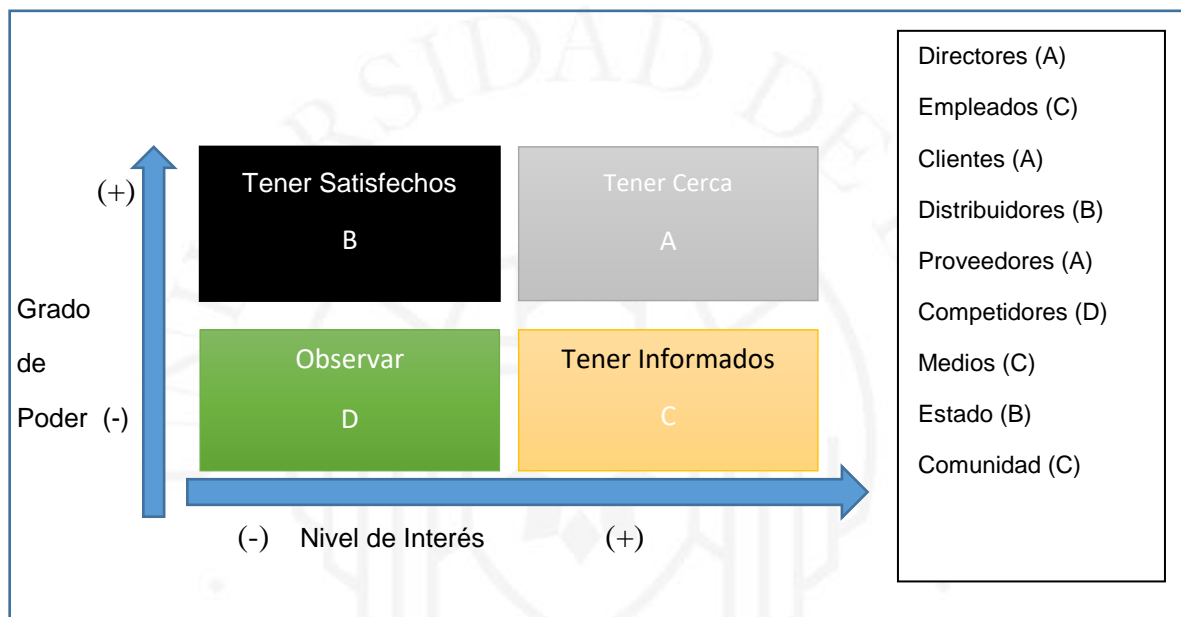 (+)
Grado
de
Poder (-)
Tener Satisfechos
B
Tener Cerca
A
Observar
D
Tener Informados
C
(-) Nivel de Interés (+)
Directores (A)
Empleados (C)
Clientes (A)
Distribuidores (B)
Proveedores (A)
Competidores (D)
Medios (C)
Estado (B)
Comunidad (C)